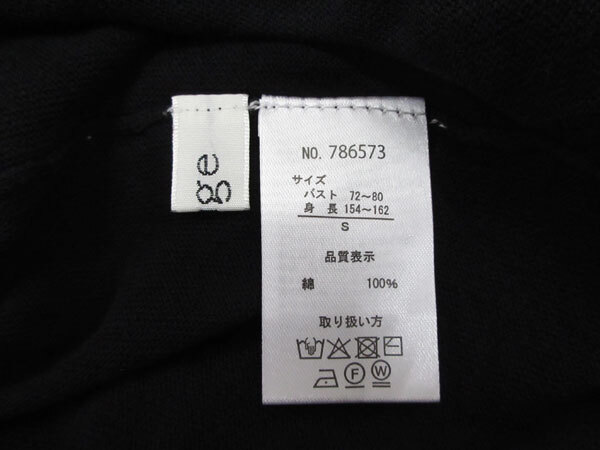 ge
NO. 786573
サイズ
バスト 72～80
身 長 154～162
S
品質表示
綿 100%
取り扱い方
F W